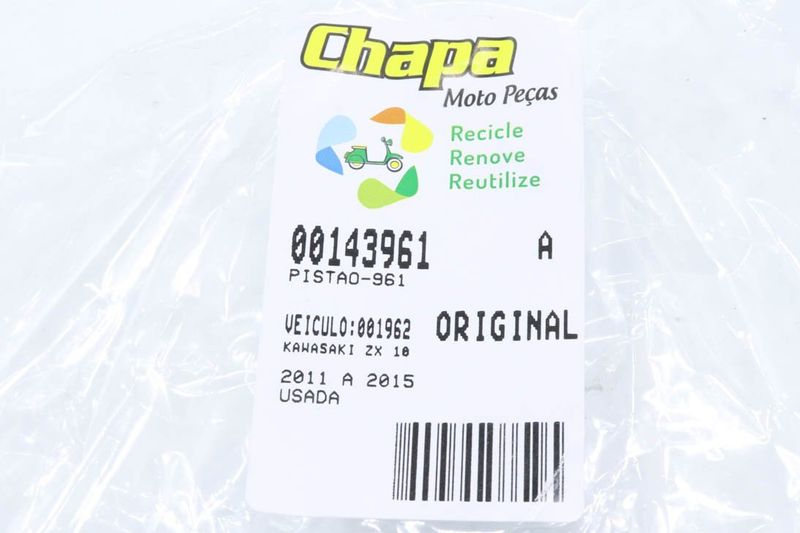 Chapa
Moto Peças
Recicle
Renove
Reutilize
00143961 A
PISTAO-961
VEICULO:001962 ORIGINAL
KAWASAKI ZX 10
2011 A 2015
USADA